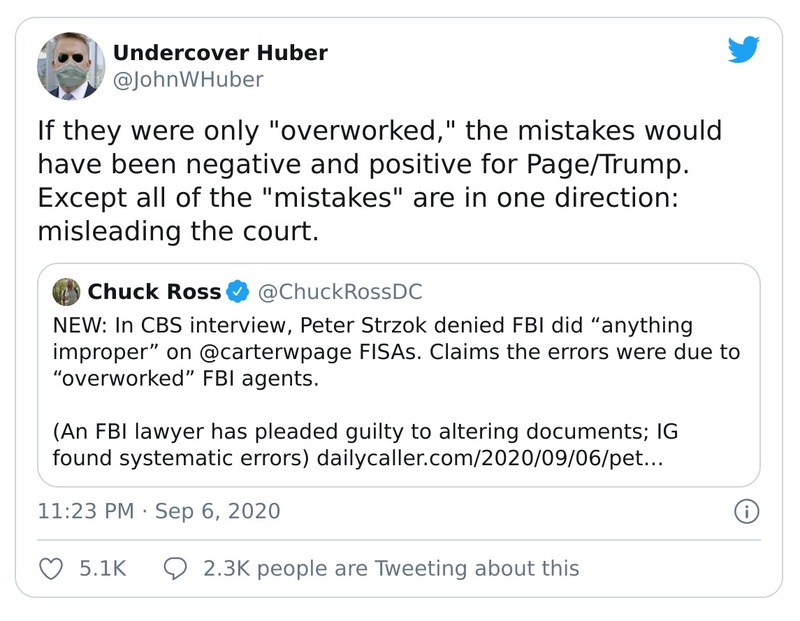 Undercover Huber
@JohnWHuber
If they were only "overworked," the mistakes would
have been negative and positive for Page/Trump.
Except all of the "mistakes" are in one direction:
misleading the court.
Chuck Ross @ChuckRossDC
NEW: In CBS interview, Peter Strzok denied FBI did “anything
improper” on @carterwpage FISAs. Claims the errors were due to
“overworked” FBI agents.
(An FBI lawyer has pleaded guilty to altering documents; IG
found systematic errors) dailycaller.com/2020/09/06/pet…
11:23 PM · Sep 6, 2020
5.1K 2.3K people are Tweeting about this